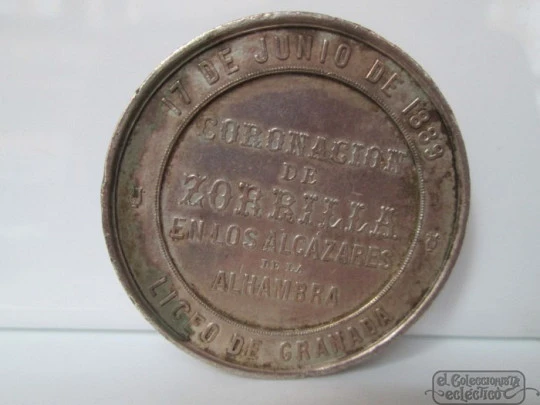 17 DE JUNIO DE 1889
CORONACION
DE
ZORRILLA
EN LOS ALCÁZARES
DE LA
ALHAMBRA
LICEO DE GRANADA
el Coleccionista
ecléctico